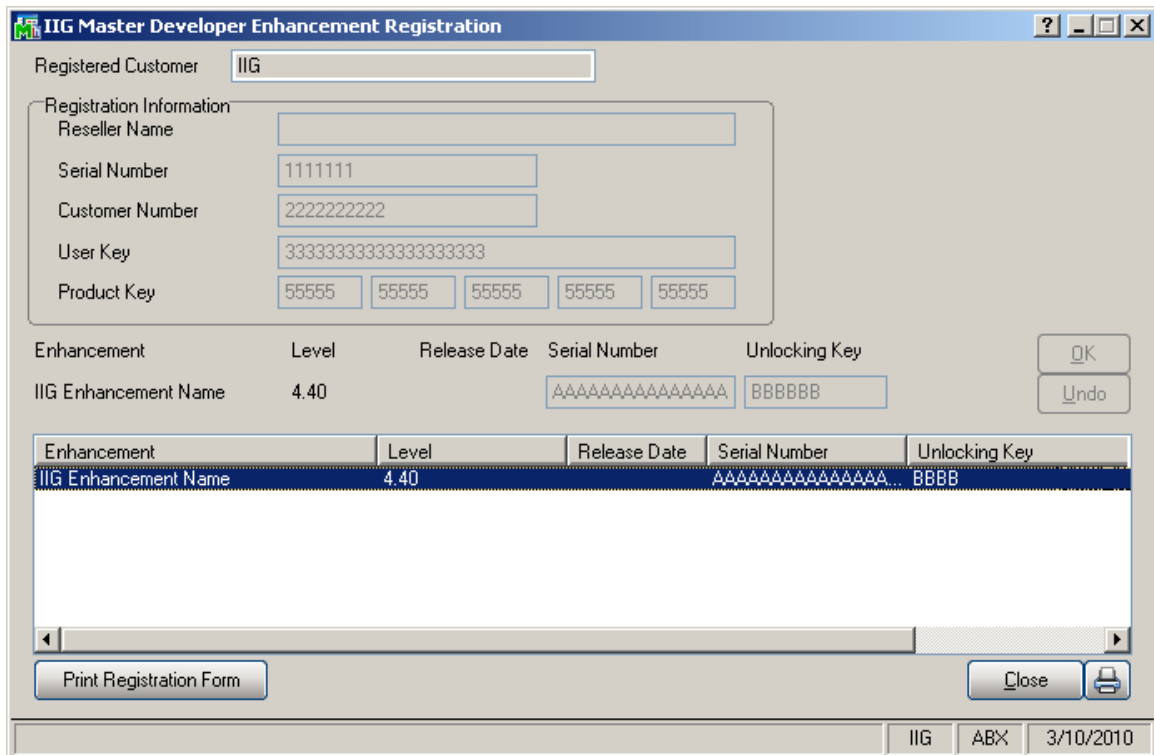 IIG Master Developer Enhancement Registration
Registered Customer IIG
Registration Information
Reseller Name
Serial Number 1111111
Customer Number 2222222222
User Key 33333333333333333333
Product Key 55555 55555 55555 55555 55555
Enhancement Level Release Date Serial Number Unlocking Key OK
IIG Enhancement Name 4.40 AAAAAAAAAAAAAAA BBBBBB Undo
Enhancement Level Release Date Serial Number Unlocking Key
IIG Enhancement Name 4.40 AAAAAAAAAAAAAAA... BBBB
Print Registration Form Close
IIG ABX 3/10/2010